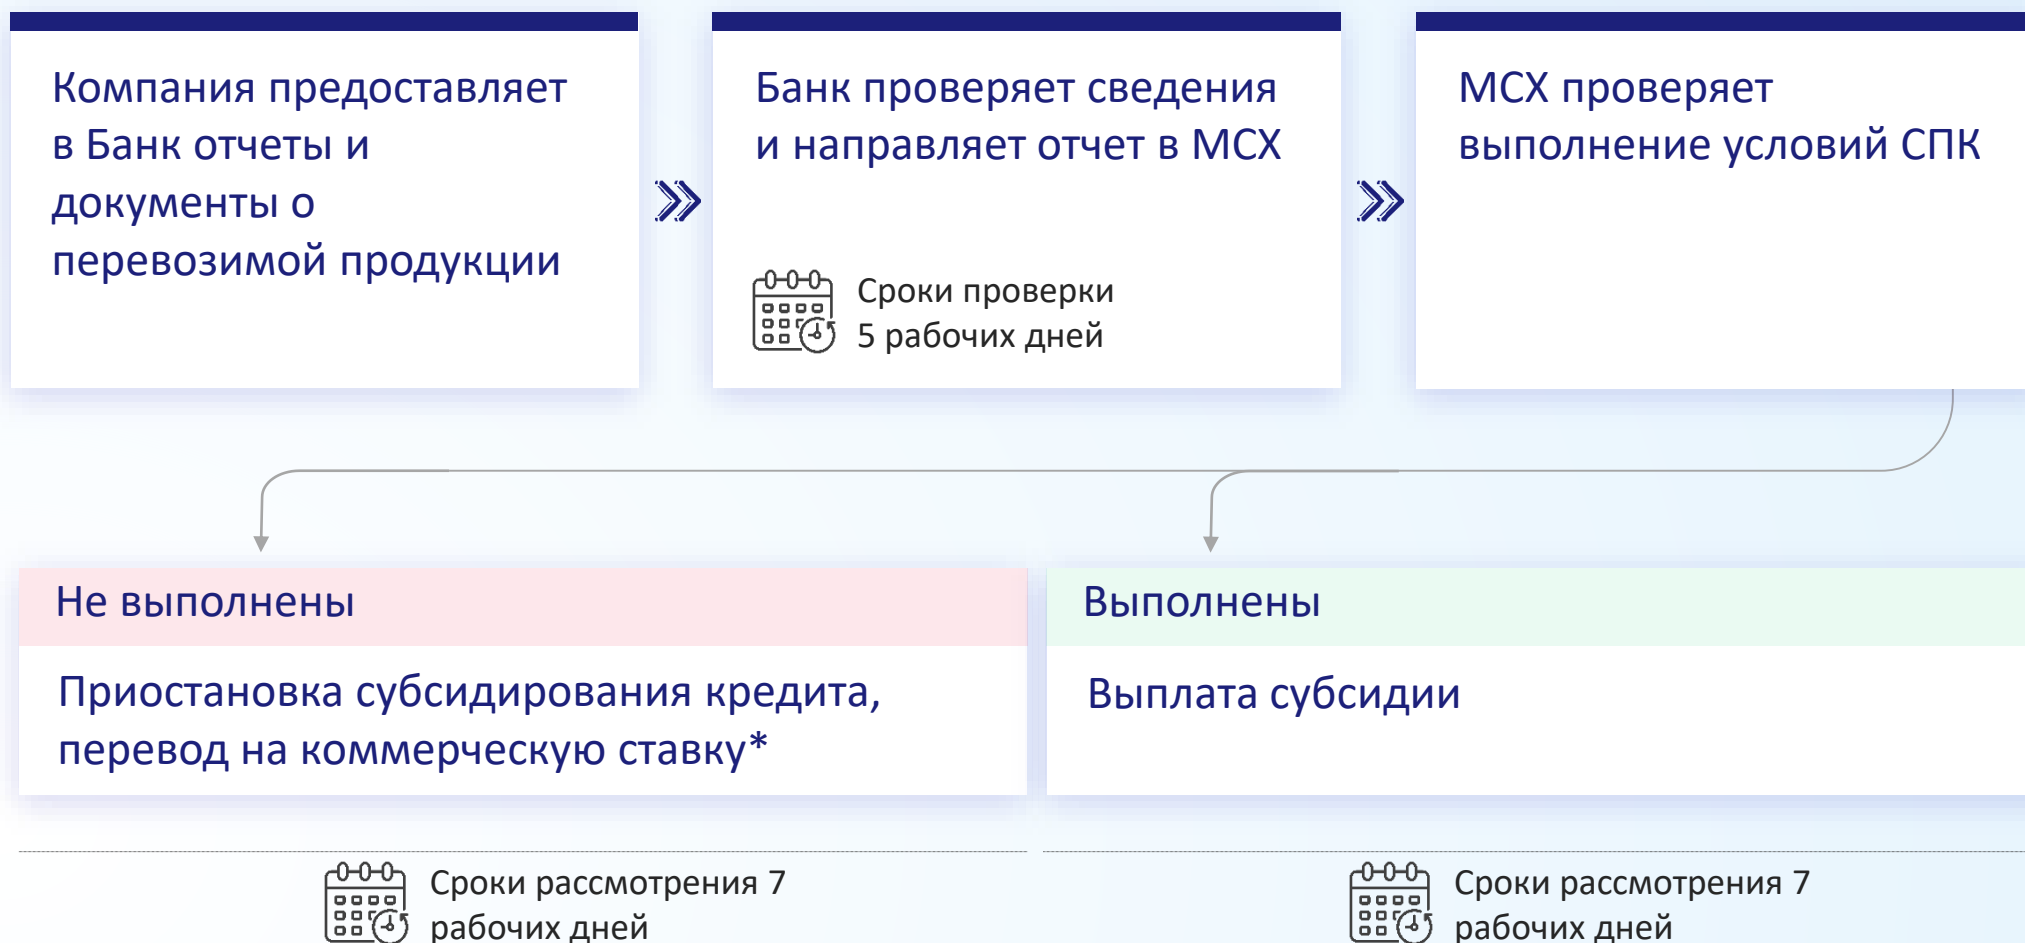 Компания предоставляет
в Банк отчеты и
документы о
перевозимой продукции
Банк проверяет сведения
и направляет отчет в МСХ
Сроки проверки
5 рабочих дней
МСХ проверяет
выполнение условий СПК
Не выполнены
Приостановка субсидирования кредита,
перевод на коммерческую ставку*
Сроки рассмотрения 7
рабочих дней
Выполнены
Выплата субсидии
Сроки рассмотрения 7
рабочих дней